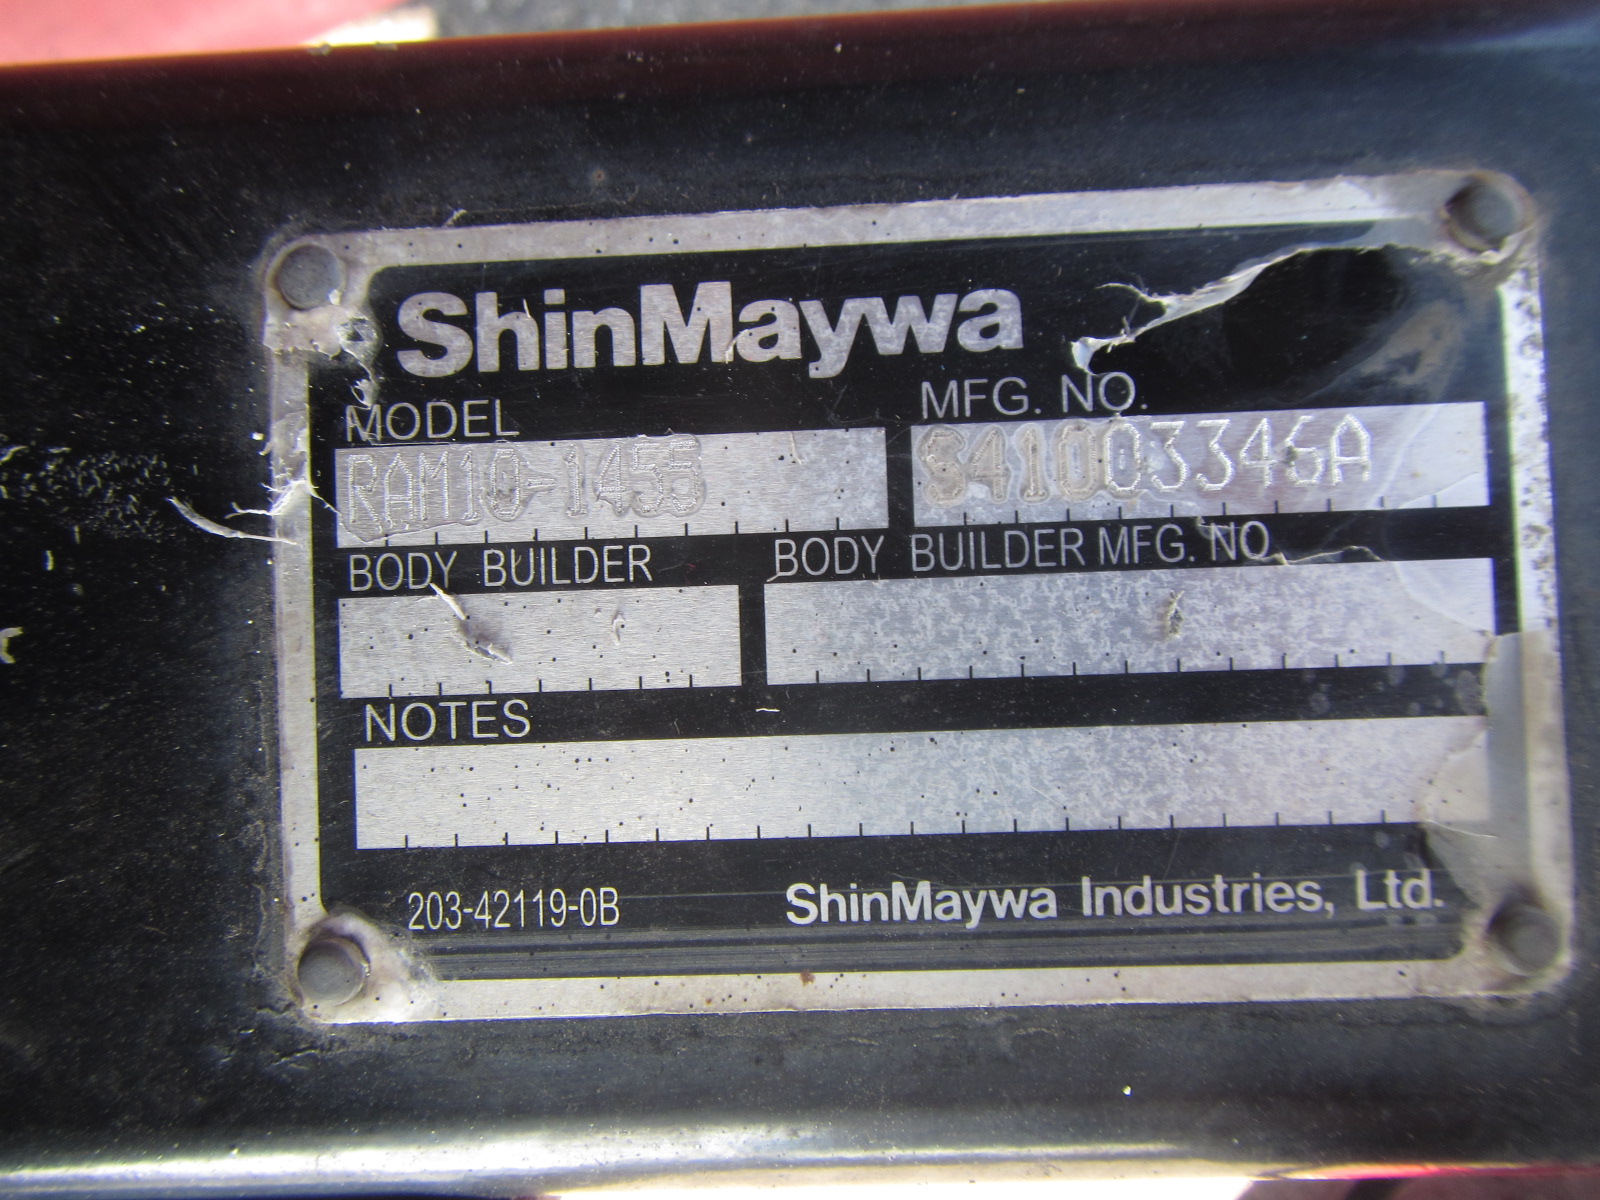 ShinMaywa
MODEL MFG. NO.
RAM10-1455 S41003345A
BODY BUILDER BODY BUILDER MFG. NO.
NOTES
203-42119-0B ShinMaywa Industries, Ltd.